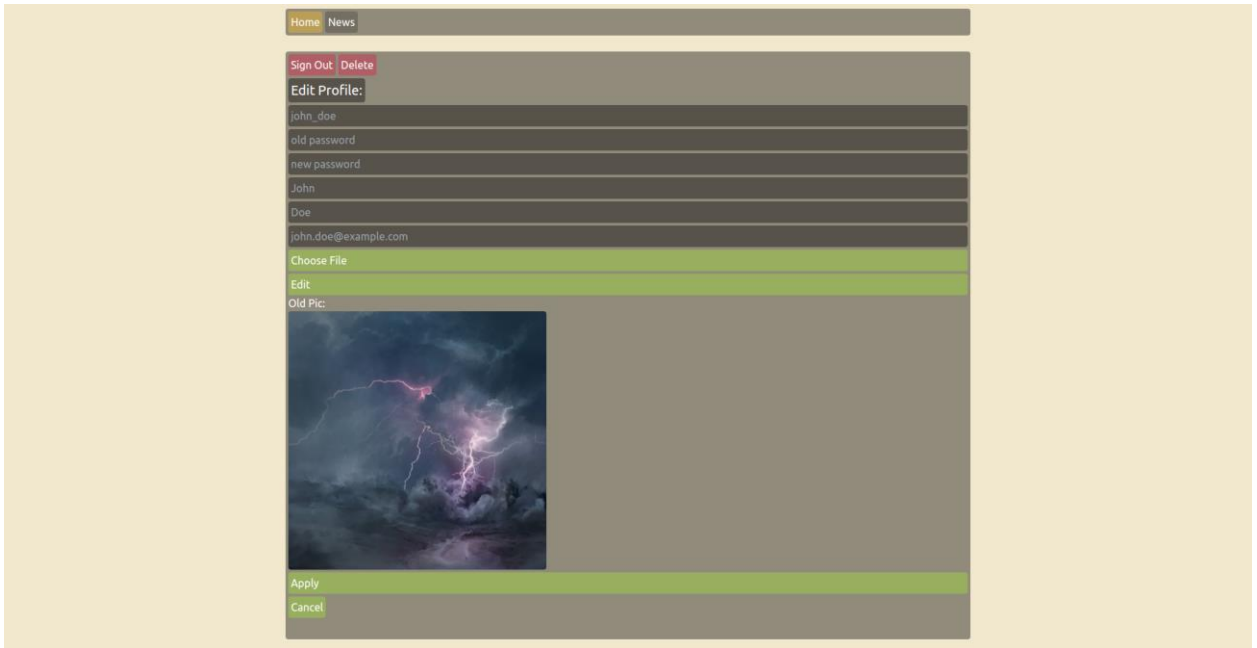 Home News
Sign Out Delete
Edit Profile:
john_doe
old password
new password
John
Doe
john.doe@example.com
Choose File
Edit
Old Pic:
Apply
Cancel